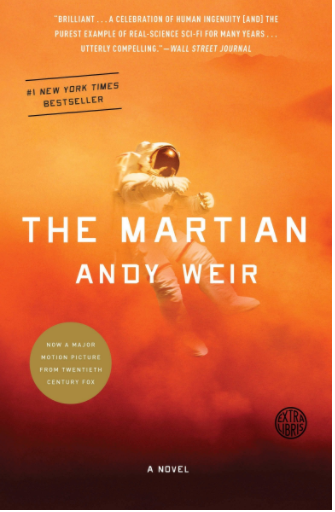 "BRILLIANT . . . A CELEBRATION OF HUMAN INGENUITY [AND] THE
PUREST EXAMPLE OF REAL-SCIENCE SCI-FI FOR MANY YEARS . . .
UTTERLY COMPELLING." —WALL STREET JOURNAL
#1 NEW YORK TIMES
BESTSELLER
THE MARTIAN
ANDY WEIR
NOW A MAJOR
MOTION PICTURE
FROM TWENTIETH
CENTURY FOX
EXTRA
LIBRIS
A NOVEL